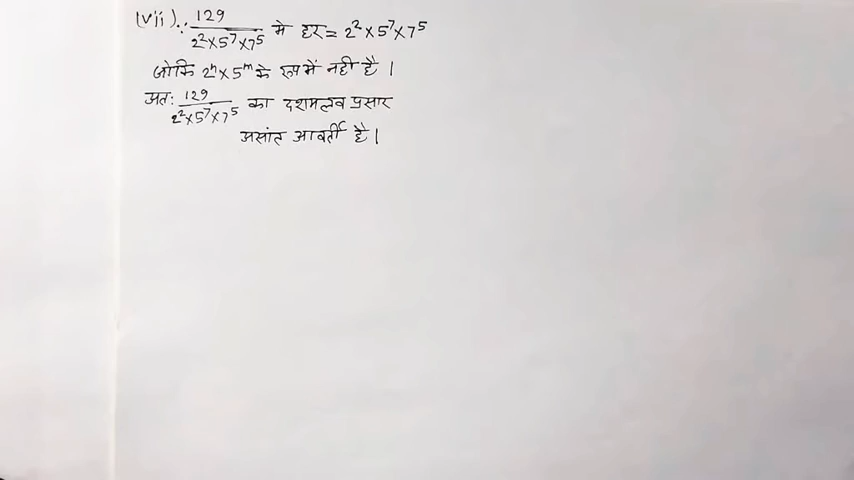 (vii). ∵ 129/2²×5⁷×7⁵ मे हर = 2²×5⁷×7⁵
जोकि 2ⁿ×5ᵐ के रूप में नही है ।
अतः 129/2²×5⁷×7⁵ का दशमलव प्रसार
असांत आवर्ती है ।